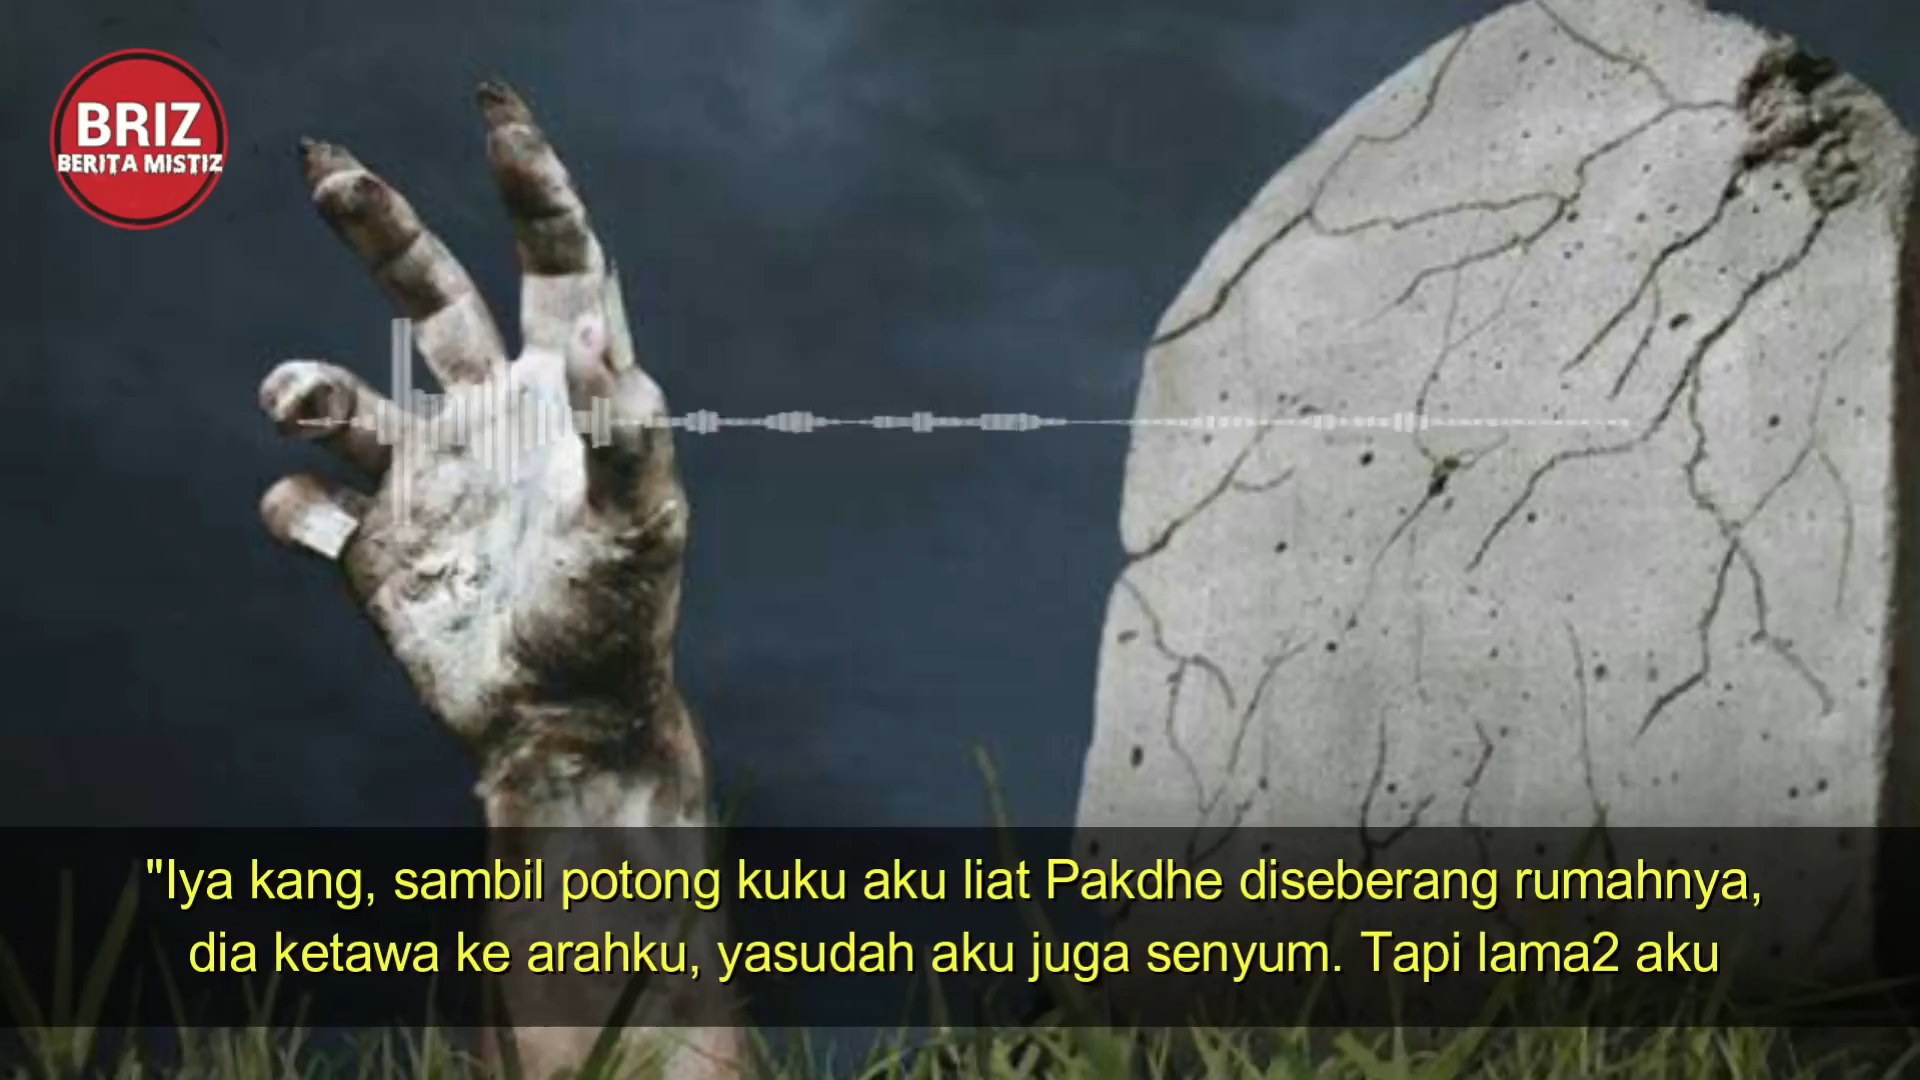 BRIZ
BERITA MISTIZ
"Iya kang, sambil potong kuku aku liat Pakdhe diseberang rumahnya,
dia ketawa ke arahku, yasudah aku juga senyum. Tapi lama2 aku